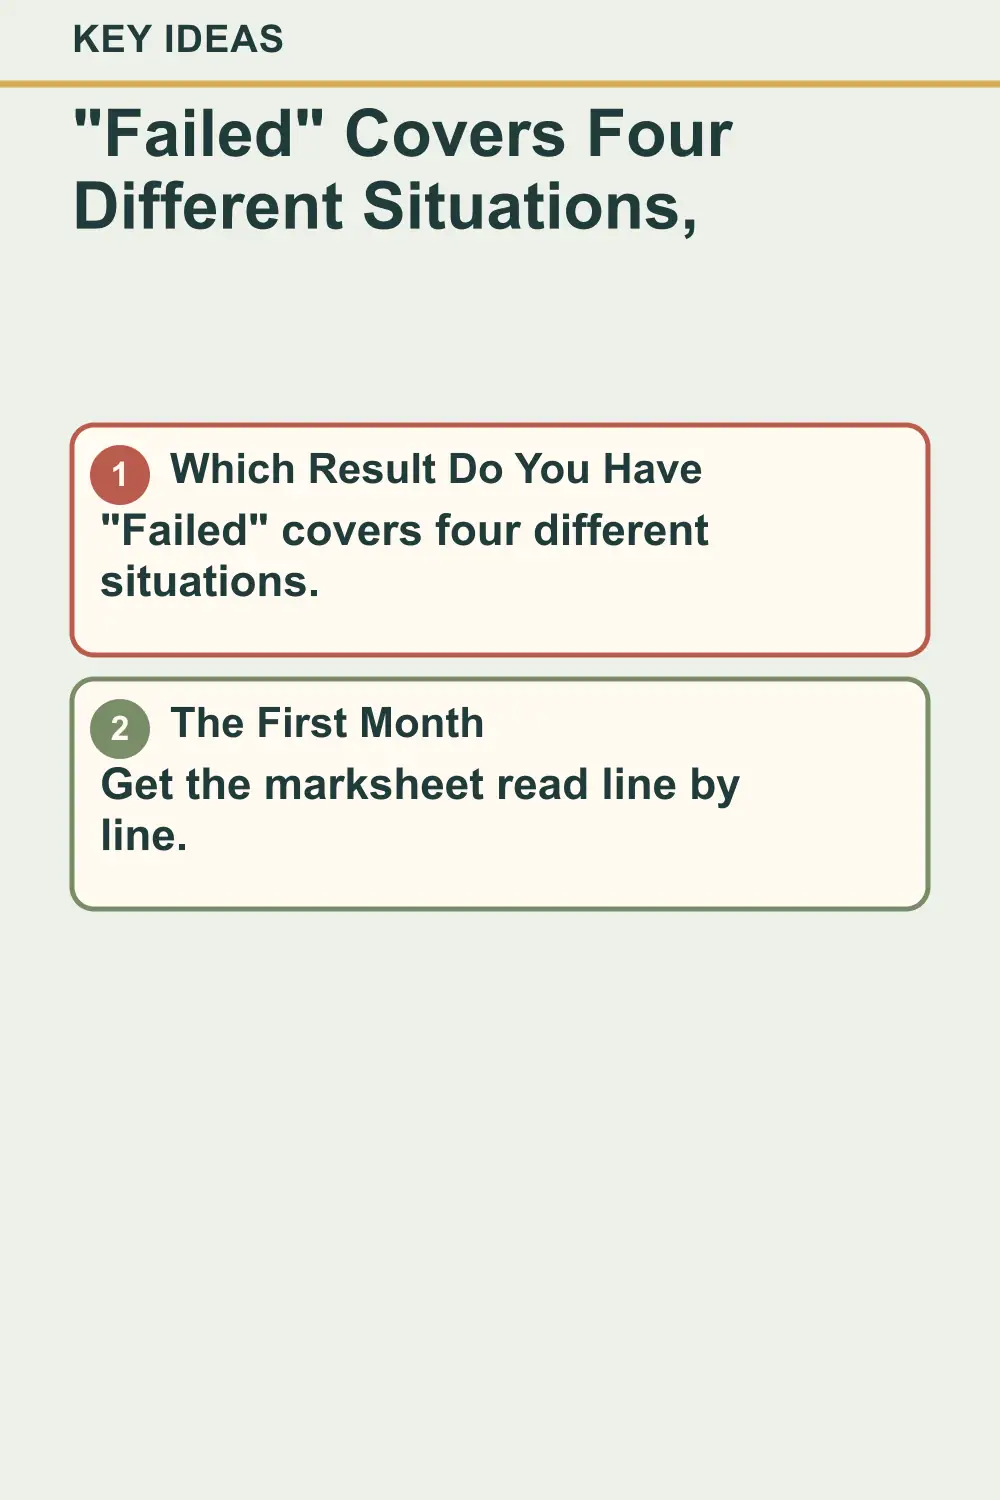 KEY IDEAS
"Failed" Covers Four
Different Situations,
1 Which Result Do You Have
"Failed" covers four different
situations.
2 The First Month
Get the marksheet read line by
line.